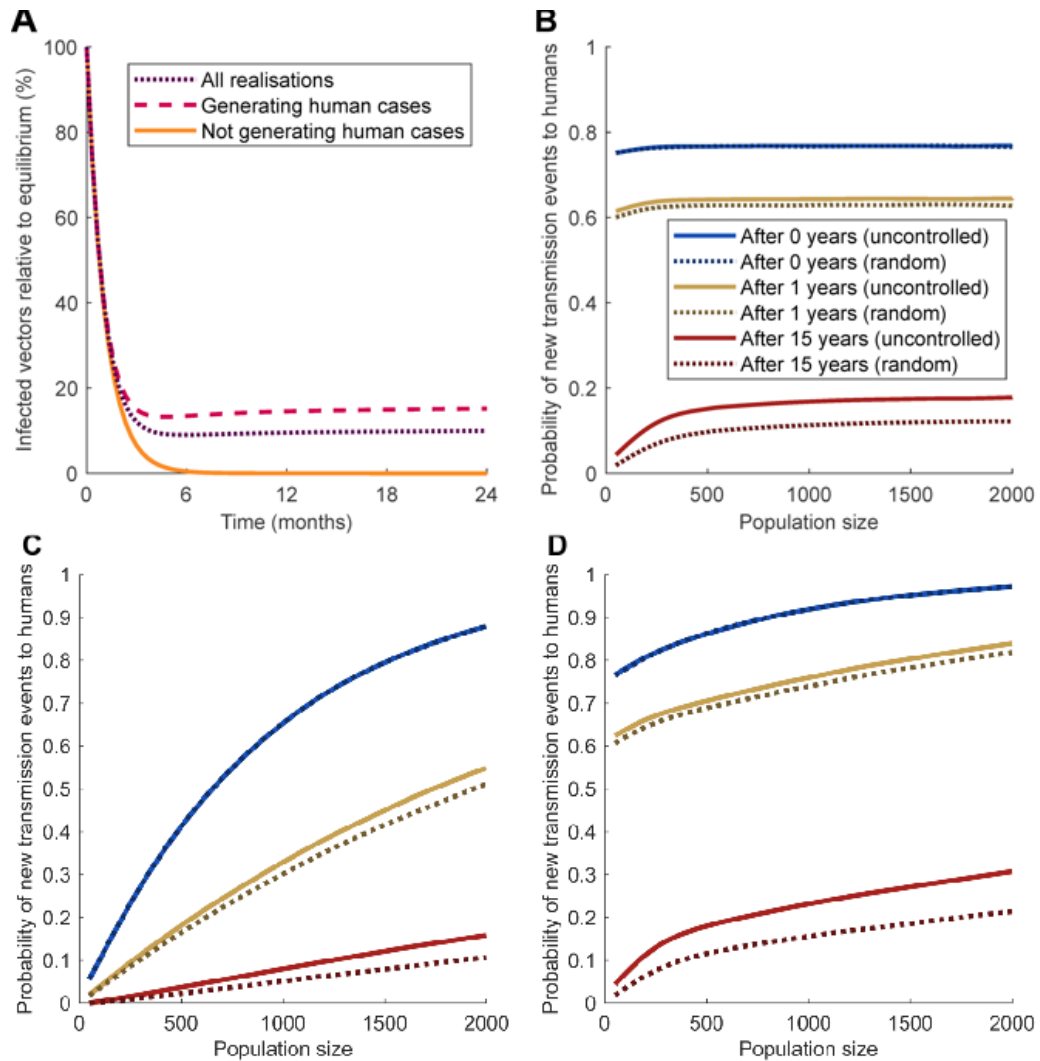 A
Infected vectors relative to equilibrium (%)
100
80
60
40
20
0
All realisations
Generating human cases
Not generating human cases
0 6 12 18 24
Time (months)
B
Probability of new transmission events to humans
1
0.8
0.6
0.4
0.2
0
After 0 years (uncontrolled)
After 0 years (random)
After 1 years (uncontrolled)
After 1 years (random)
After 15 years (uncontrolled)
After 15 years (random)
0 500 1000 1500 2000
Population size
C
Probability of new transmission events to humans
1
0.9
0.8
0.7
0.6
0.5
0.4
0.3
0.2
0.1
0
0 500 1000 1500 2000
Population size
D
Probability of new transmission events to humans
1
0.9
0.8
0.7
0.6
0.5
0.4
0.3
0.2
0.1
0
0 500 1000 1500 2000
Population size